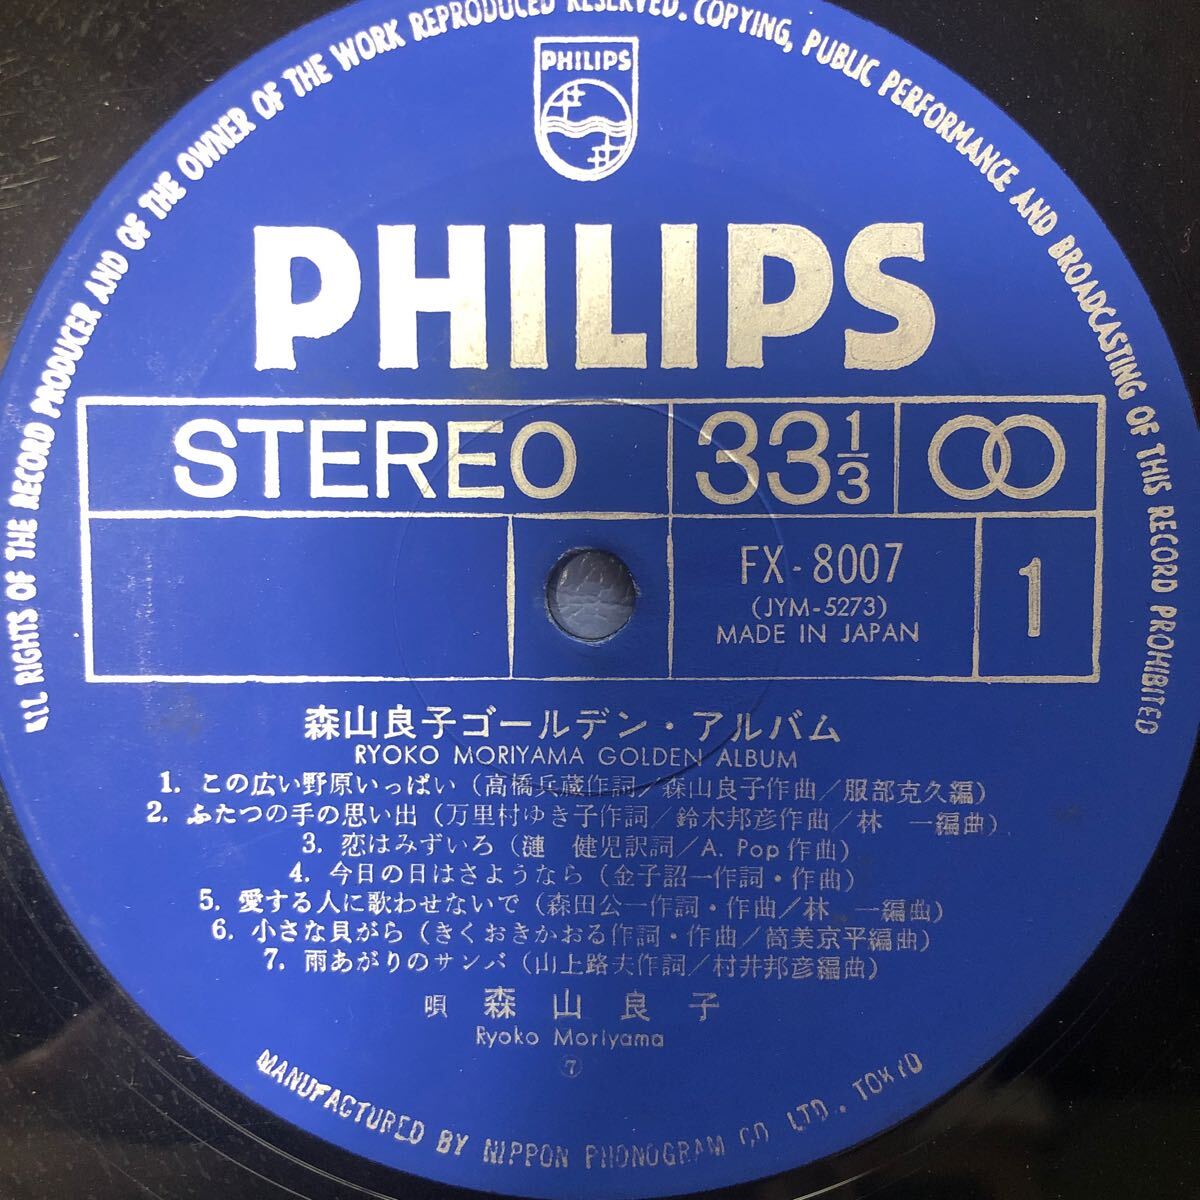 ALL RIGHTS OF THE RECORD PRODUCER AND OF THE OWNER OF THE WORK REPRODUCED RESERVED. COPYING, PUBLIC PERFORMANCE AND BROADCASTING OF THIS RECORD PROHIBITED
PHILIPS
PHILIPS
STEREO 33 1/3
FX-8007
(JYM-5273)
MADE IN JAPAN
1
森山良子ゴールデン・アルバム
RYOKO MORIYAMA GOLDEN ALBUM
1. この広い野原いっぱい (高橋兵蔵作詞/森山良子作曲/服部克久編)
2. ふたつの手の思い出 (万里村ゆき子作詞/鈴木邦彦作曲/林 一編曲)
3. 恋はみずいろ (漣 健児訳詞/A. Pop作曲)
4. 今日の日はさようなら (金子詔一作詞・作曲)
5. 愛する人に歌わせないで (森田公一作詞・作曲/林 一編曲)
6. 小さな貝がら (きくおきかおる作詞・作曲/筒美京平編曲)
7. 雨あがりのサンバ (山上路夫作詞/村井邦彦編曲)
唄 森山良子
Ryoko Moriyama
⑦
MANUFACTURED BY NIPPON PHONOGRAM CO. LTD., TOKYO